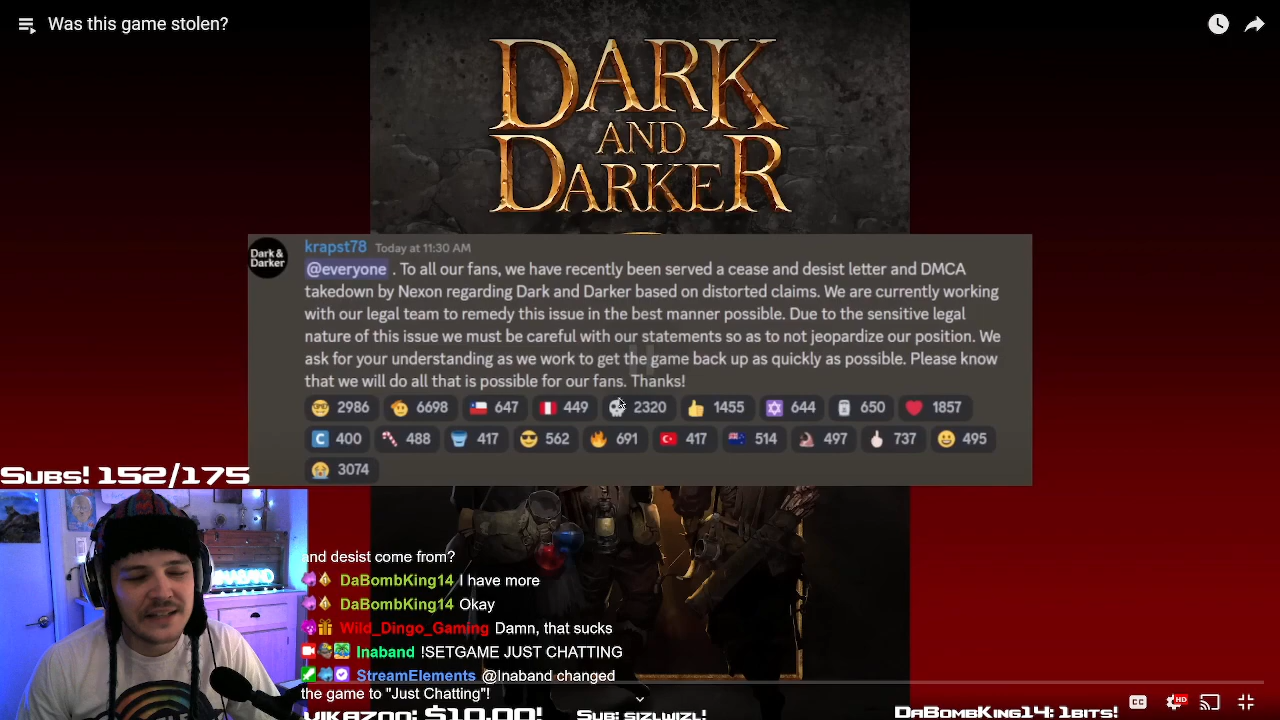 Was this game stolen?
DARK
AND
DARKER
Dark &
Darker
krapst78 Today at 11:30 AM
@everyone . To all our fans, we have recently been served a cease and desist letter and DMCA
takedown by Nexon regarding Dark and Darker based on distorted claims. We are currently working
with our legal team to remedy this issue in the best manner possible. Due to the sensitive legal
nature of this issue we must be careful with our statements so as to not jeopardize our position. We
ask for your understanding as we work to get the game back up as quickly as possible. Please know
that we will do all that is possible for our fans. Thanks!
2986 6698 647 449 2320 1455 644 650 1857
C 400 488 417 562 691 417 514 497 737 495
3074
Subs! 152/175
and desist come from?
DaBombKing14 I have more
DaBombKing14 Okay
Wild_Dingo_Gaming Damn, that sucks
Inaband !SETGAME JUST CHATTING
StreamElements @Inaband changed
the game to "Just Chatting"!
VIKAZOO: $10.00!
Sub: sizlwizl!
DaBombKing14: 1bits!
CC
HD